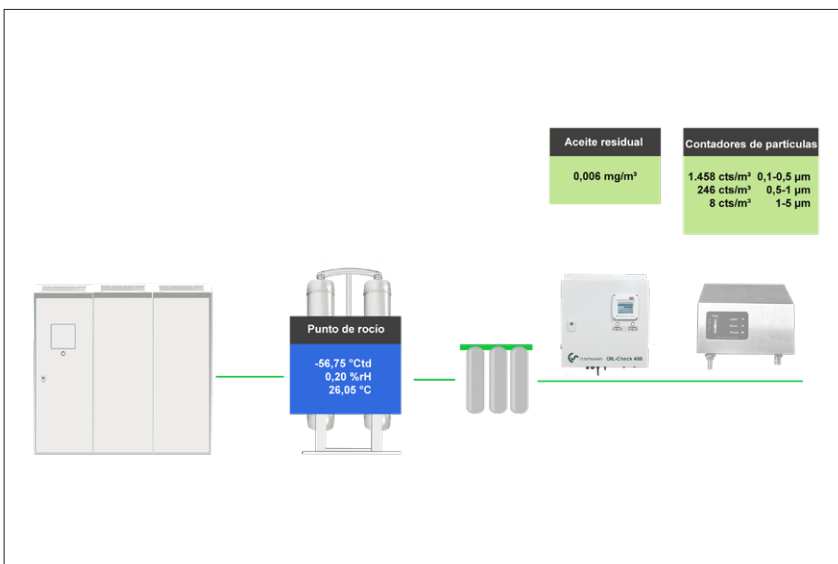 Aceite residual
0,006 mg/m³
Contadores de partículas
1.458 cts/m³ 0,1-0,5 µm
246 cts/m³ 0,5-1 µm
8 cts/m³ 1-5 µm
Punto de rocío
-56,75 °Ctd
0,20 %rH
26,05 °C
OIL-Check 400